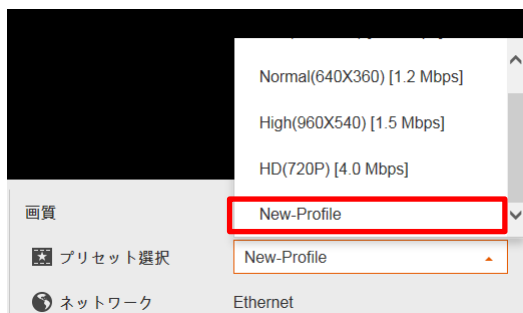 Normal(640X360) [1.2 Mbps]
High(960X540) [1.5 Mbps]
HD(720P) [4.0 Mbps]
画質
New-Profile
プリセット選択
New-Profile
ネットワーク
Ethernet